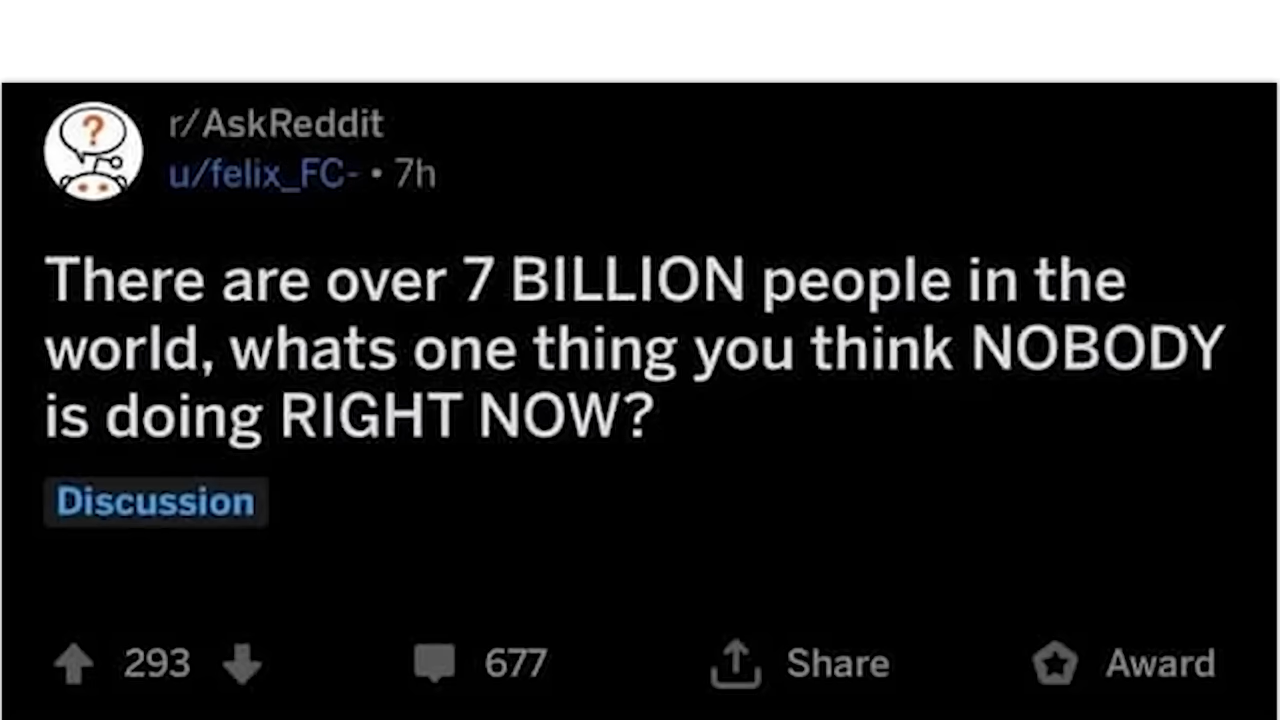 r/AskReddit
u/felix_FC- • 7h
There are over 7 BILLION people in the
world, whats one thing you think NOBODY
is doing RIGHT NOW?
Discussion
293 677 Share Award